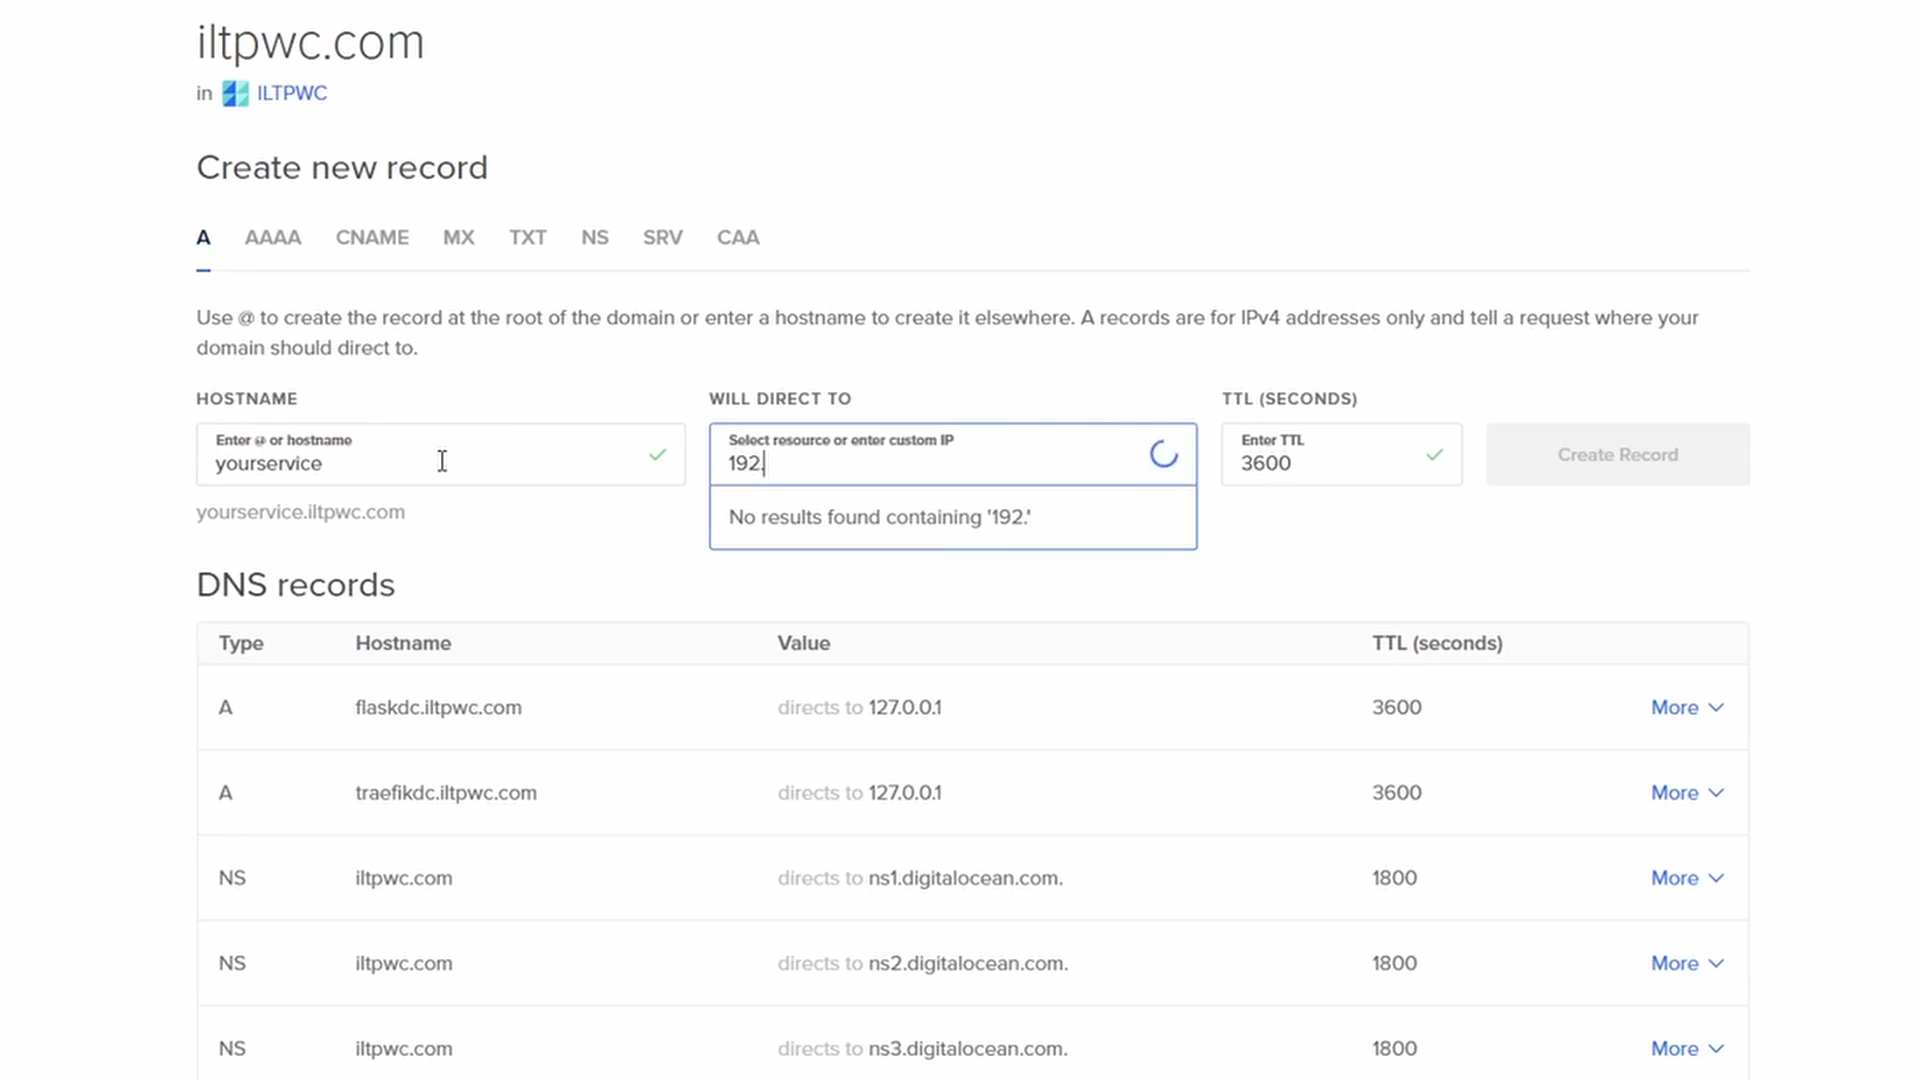 iltpwc.com
in ILTPWC
Create new record
A AAAA CNAME MX TXT NS SRV CAA
Use @ to create the record at the root of the domain or enter a hostname to create it elsewhere. A records are for IPv4 addresses only and tell a request where your
domain should direct to.
HOSTNAME WILL DIRECT TO TTL (SECONDS)
Enter @ or hostname Select resource or enter custom IP Enter TTL
yourservice 192. 3600 Create Record
yourservice.iltpwc.com No results found containing '192.'
DNS records
Type Hostname Value TTL (seconds)
A flaskdc.iltpwc.com directs to 127.0.0.1 3600 More
A traefikdc.iltpwc.com directs to 127.0.0.1 3600 More
NS iltpwc.com directs to ns1.digitalocean.com. 1800 More
NS iltpwc.com directs to ns2.digitalocean.com. 1800 More
NS iltpwc.com directs to ns3.digitalocean.com. 1800 More